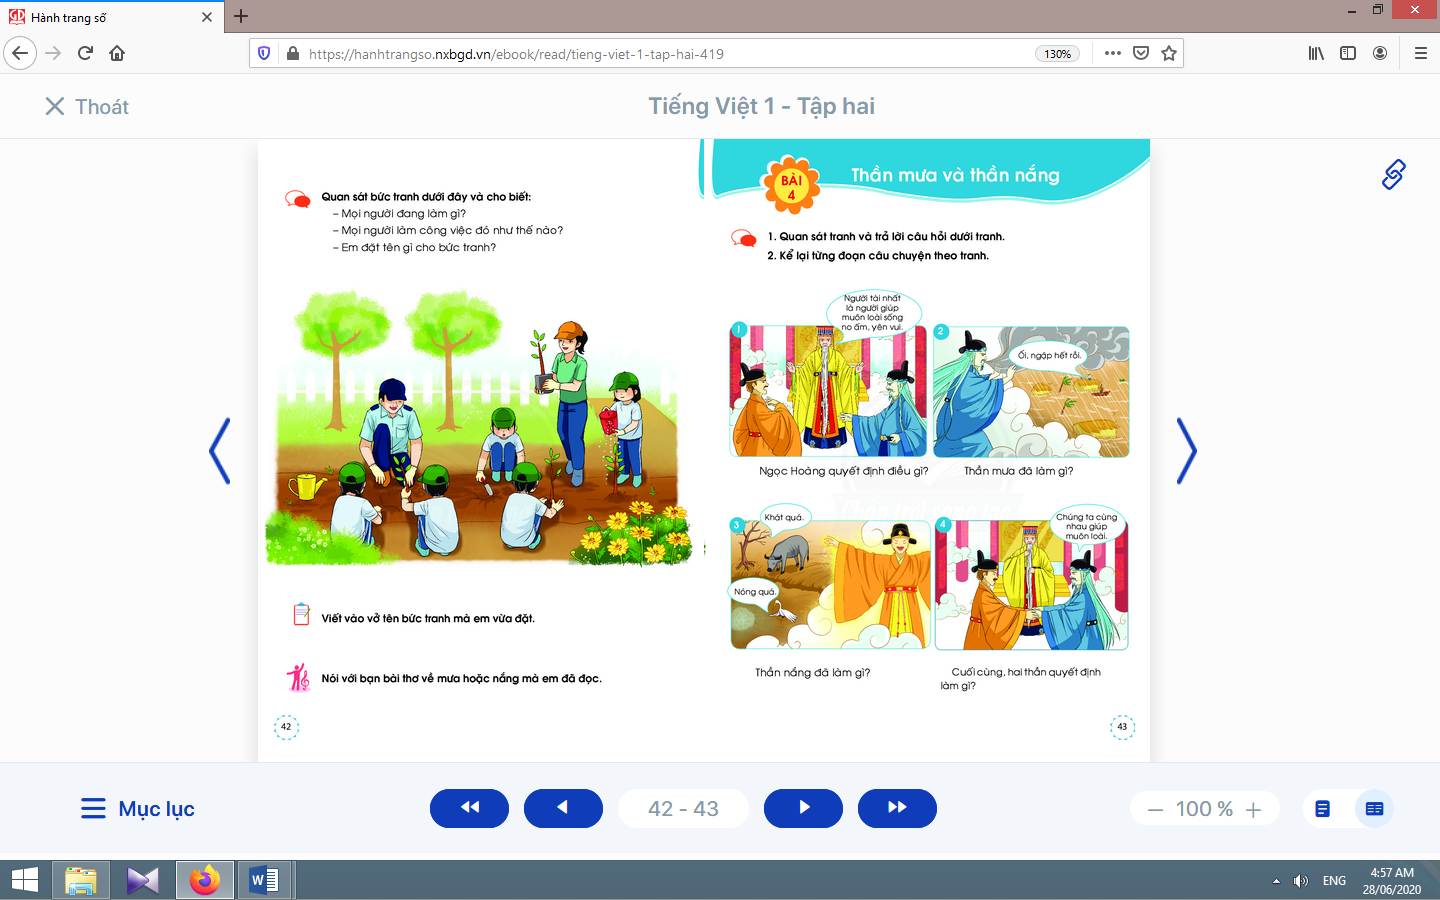 Hành trang số
https://hanhtrangso.nxbgd.vn/ebook/read/tieng-viet-1-tap-hai-419
130%
Thoát
Tiếng Việt 1 - Tập hai
Quan sát bức tranh dưới đây và cho biết:
– Mọi người đang làm gì?
– Mọi người làm công việc đó như thế nào?
– Em đặt tên gì cho bức tranh?
Viết vào vở tên bức tranh mà em vừa đặt.
Nói với bạn bài thơ về mưa hoặc nắng mà em đã đọc.
42
BÀI
4
Thần mưa và thần nắng
1. Quan sát tranh và trả lời câu hỏi dưới tranh.
2. Kể lại từng đoạn câu chuyện theo tranh.
1
Người tài nhất
là người giúp
muôn loài sống
no ấm, yên vui.
Ngọc Hoàng quyết định điều gì?
2
Ối, ngập hết rồi.
Thần mưa đã làm gì?
3
Khát quá.
Nóng quá.
Thần nắng đã làm gì?
4
Chúng ta cùng
nhau giúp
muôn loài.
Cuối cùng, hai thần quyết định
làm gì?
43
Mục lục
42 - 43
100 %
W
ENG
4:57 AM
28/06/2020